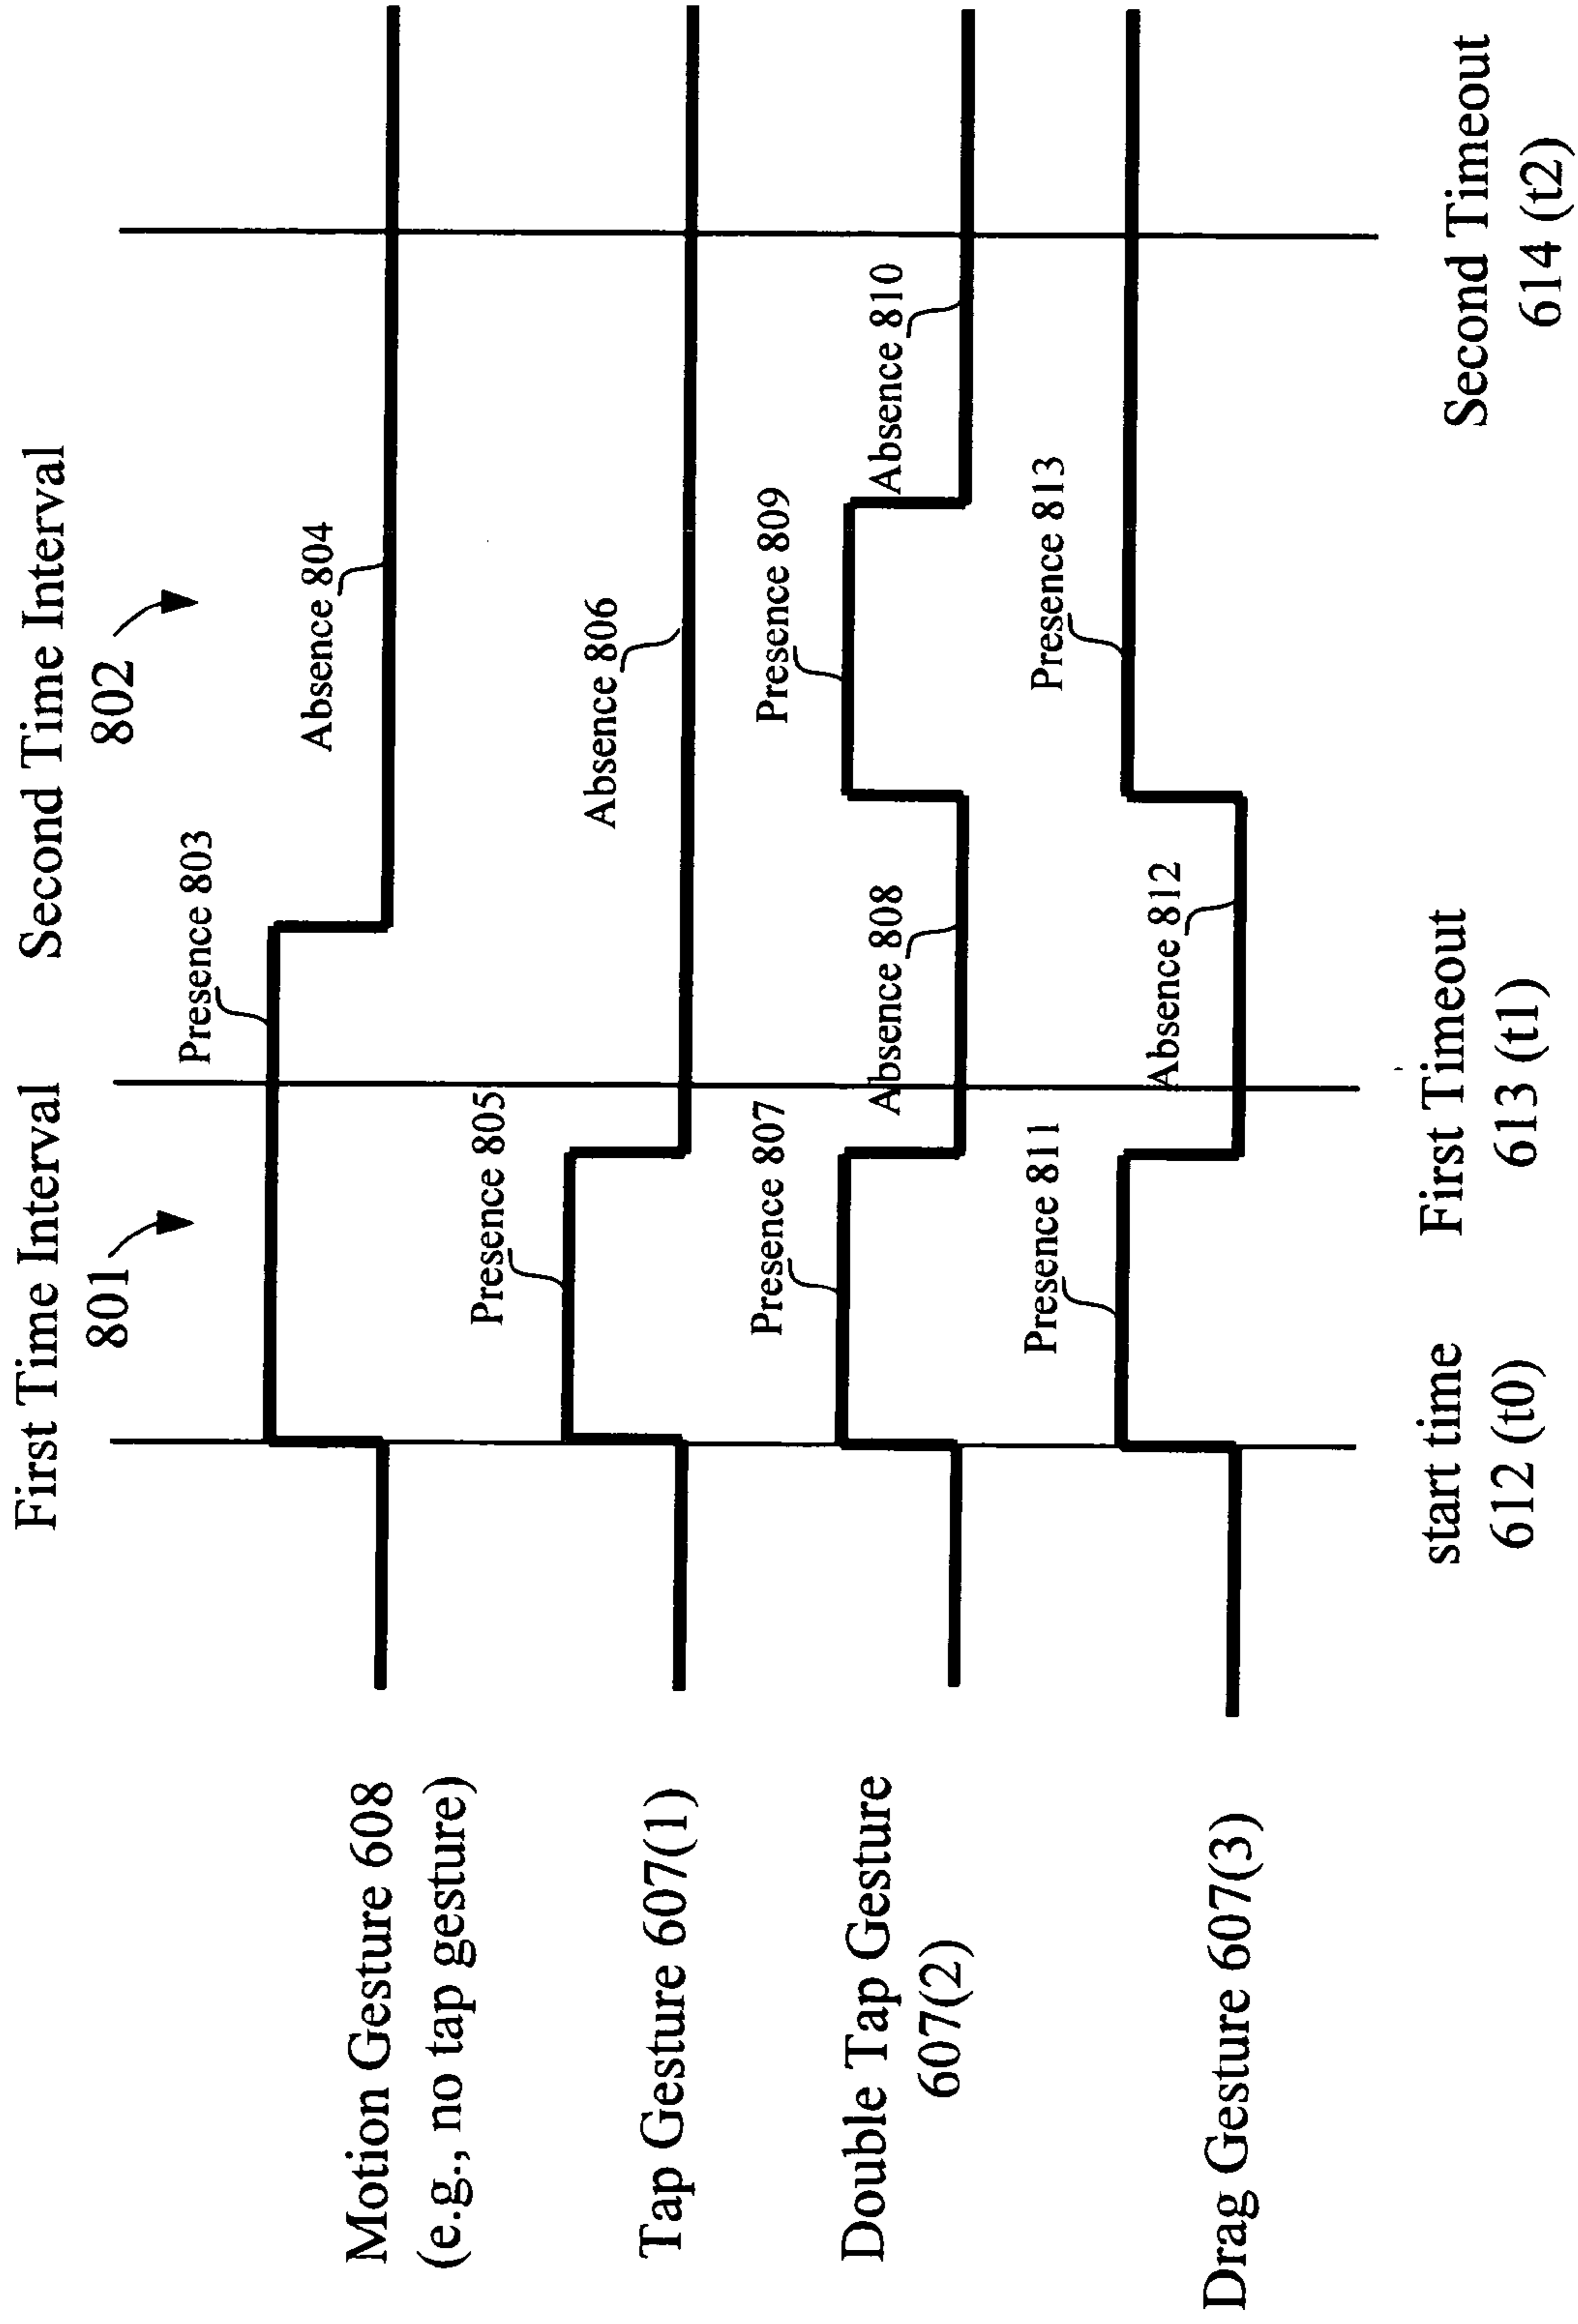 First Time Interval
801
Second Time Interval
802
Motion Gesture 608
(e.g., no tap gesture)
Presence 803
Absence 804
Tap Gesture 607(1)
Presence 805
Absence 806
Double Tap Gesture
607(2)
Presence 807
Absence 808
Presence 809
Absence 810
Drag Gesture 607(3)
Presence 811
Absence 812
Presence 813
start time
612 (t0)
First Timeout
613 (t1)
Second Timeout
614 (t2)